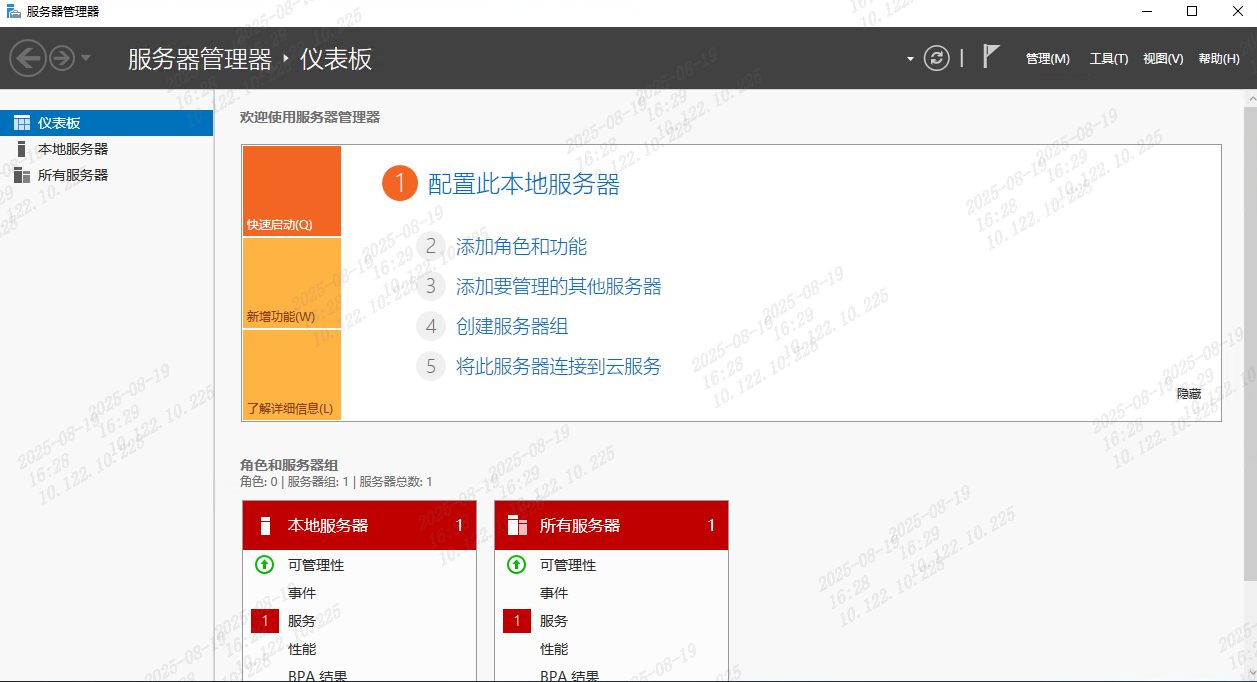 服务器管理器
服务器管理器 ‣ 仪表板
管理(M) 工具(T) 视图(V) 帮助(H)
仪表板
本地服务器
所有服务器
欢迎使用服务器管理器
快速启动(Q)
新增功能(W)
了解详细信息(L)
1 配置此本地服务器
2 添加角色和功能
3 添加要管理的其他服务器
4 创建服务器组
5 将此服务器连接到云服务
隐藏
角色和服务器组
角色: 0 | 服务器组: 1 | 服务器总数: 1
本地服务器 1
可管理性
事件
1 服务
性能
BPA 结果
所有服务器 1
可管理性
事件
1 服务
性能
BPA 结果
2025-08-19
16:28
10.122.10.225
2025-08-19
16:29
10.122.10.225